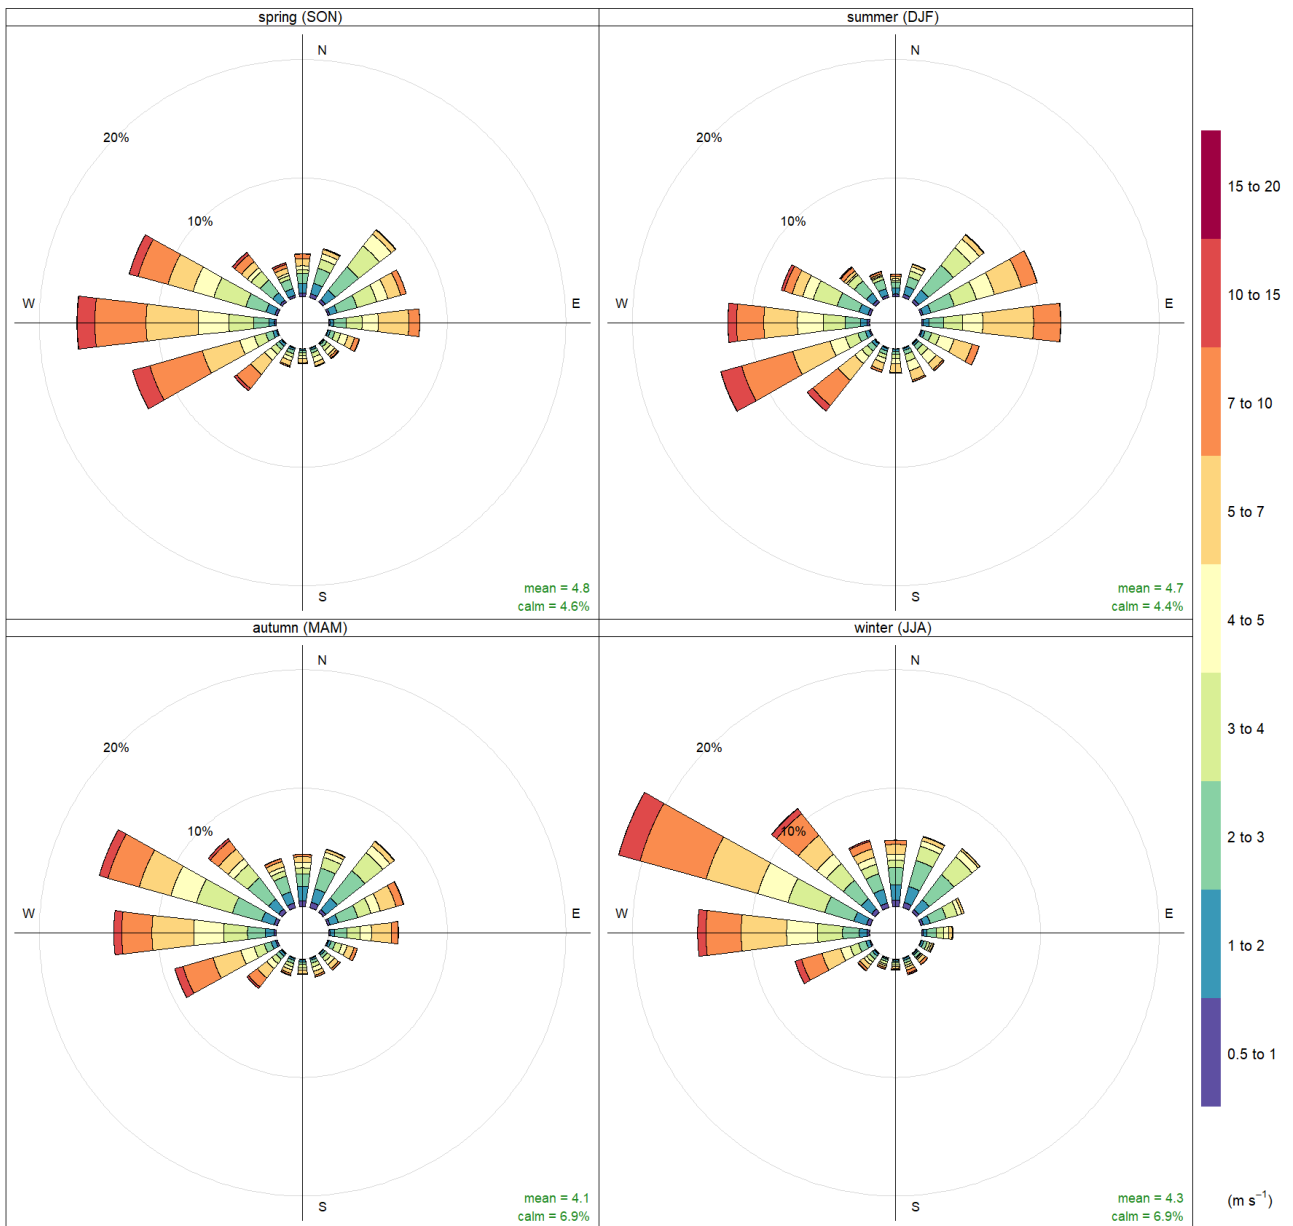 spring (SON)
N
20%
10%
W
E
S
mean = 4.8
calm = 4.6%
summer (DJF)
N
20%
10%
W
E
S
mean = 4.7
calm = 4.4%
autumn (MAM)
N
20%
10%
W
E
S
mean = 4.1
calm = 6.9%
winter (JJA)
N
20%
10%
W
E
S
mean = 4.3
calm = 6.9%
15 to 20
10 to 15
7 to 10
5 to 7
4 to 5
3 to 4
2 to 3
1 to 2
0.5 to 1
(m s⁻¹)